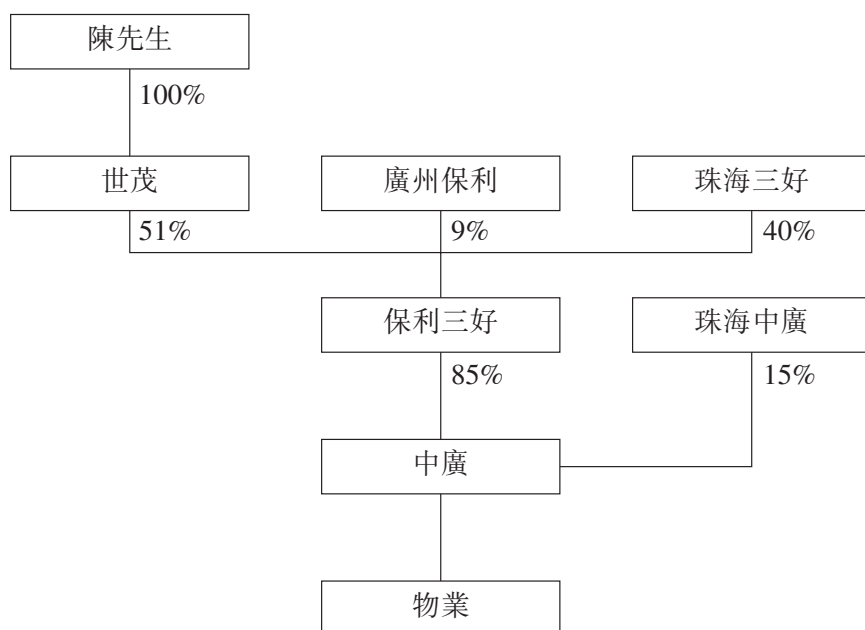 陳先生
100%
世茂
廣州保利
珠海三好
51%
9%
40%
保利三好
珠海中廣
85%
15%
中廣
物業